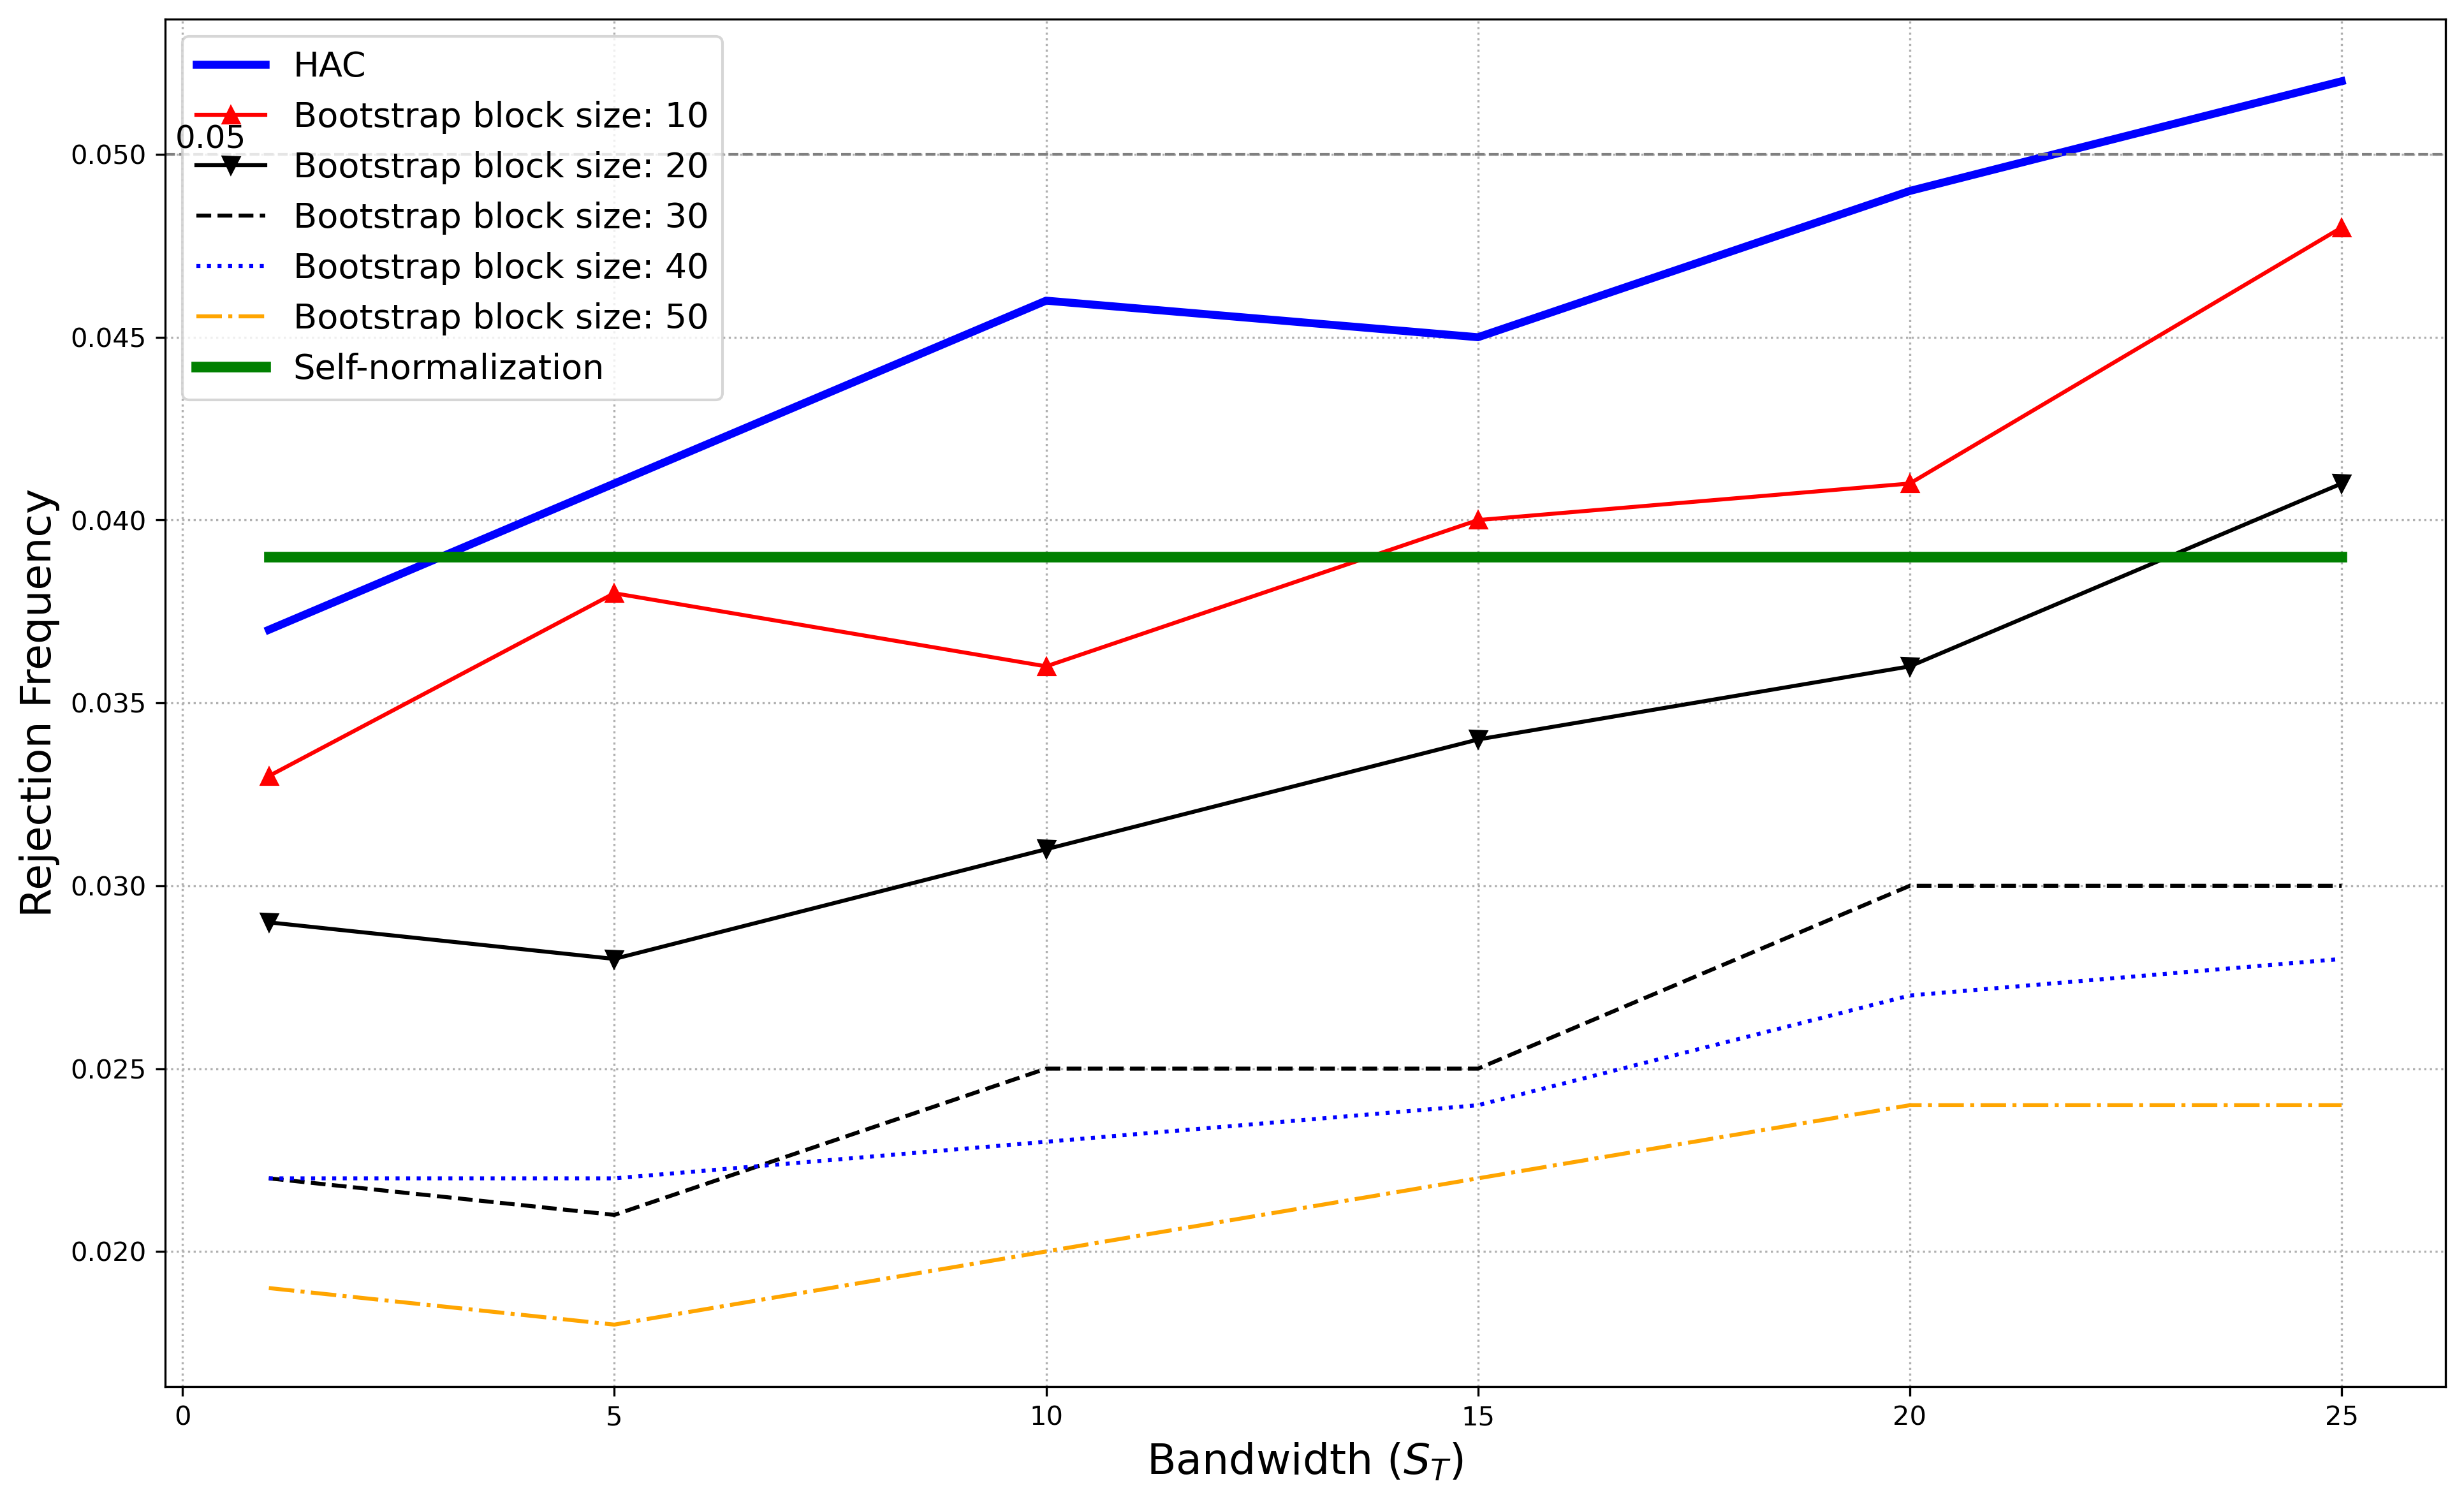 HAC
Bootstrap block size: 10
0.05
Bootstrap block size: 20
Bootstrap block size: 30
Bootstrap block size: 40
Bootstrap block size: 50
Self-normalization
0.050
0.045
0.040
0.035
0.030
0.025
0.020
Rejection Frequency
0 5 10 15 20 25
Bandwidth (S_T)